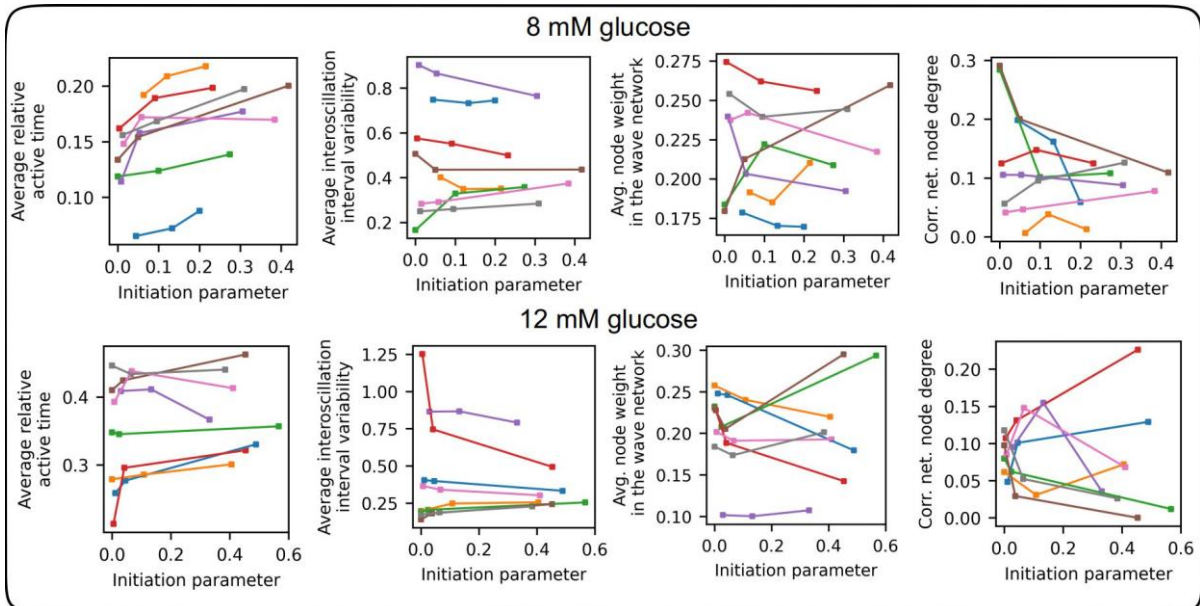 8 mM glucose
Average relative
active time
0.20
0.15
0.10
0.0 0.1 0.2 0.3 0.4
Initiation parameter
Average interoscillation
interval variability
0.8
0.6
0.4
0.2
0.0 0.1 0.2 0.3 0.4
Initiation parameter
Avg. node weight
in the wave network
0.275
0.250
0.225
0.200
0.175
0.0 0.1 0.2 0.3 0.4
Initiation parameter
Corr. net. node degree
0.3
0.2
0.1
0.0
0.0 0.1 0.2 0.3 0.4
Initiation parameter
12 mM glucose
Average relative
active time
0.4
0.3
0.0 0.2 0.4 0.6
Initiation parameter
Average interoscillation
interval variability
1.25
1.00
0.75
0.50
0.25
0.0 0.2 0.4 0.6
Initiation parameter
Avg. node weight
in the wave network
0.30
0.25
0.20
0.15
0.10
0.0 0.2 0.4 0.6
Initiation parameter
Corr. net. node degree
0.20
0.15
0.10
0.05
0.00
0.0 0.2 0.4 0.6
Initiation parameter